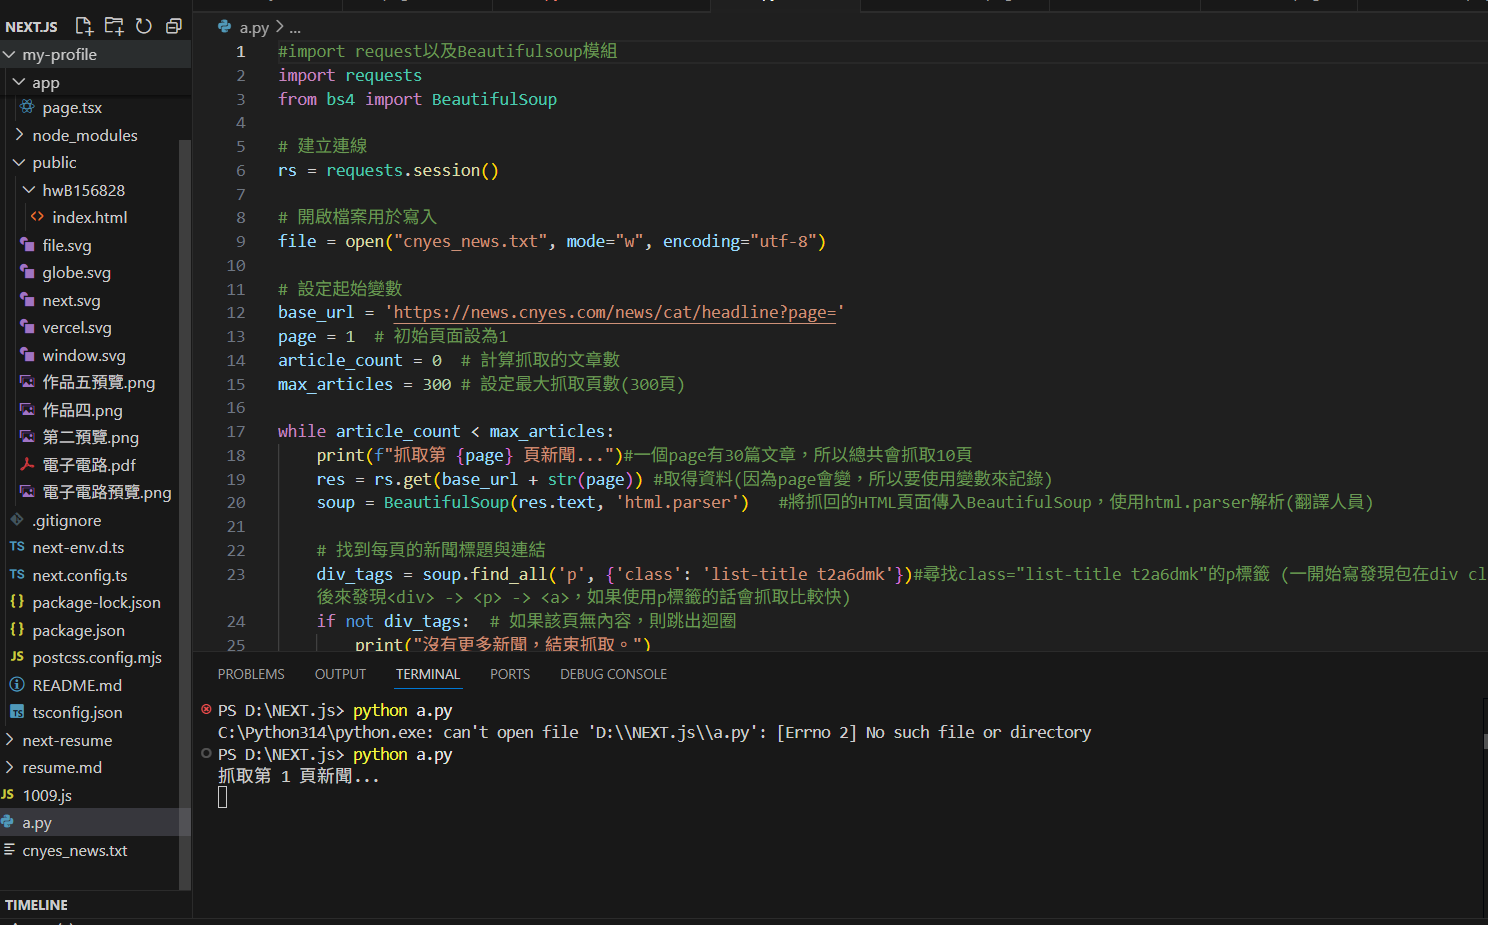 NEXT.JS
my-profile
app
page.tsx
node_modules
public
hwB156828
index.html
file.svg
globe.svg
next.svg
vercel.svg
window.svg
作品五預覽.png
作品四.png
第二預覽.png
電子電路.pdf
電子電路預覽.png
.gitignore
TS next-env.d.ts
TS next.config.ts
{} package-lock.json
{} package.json
JS postcss.config.mjs
README.md
TS tsconfig.json
next-resume
resume.md
JS 1009.js
a.py
cnyes_news.txt
TIMELINE
a.py > ...
1 #import request以及Beautifulsoup模組
2 import requests
3 from bs4 import BeautifulSoup
4
5 # 建立連線
6 rs = requests.session()
7
8 # 開啟檔案用於寫入
9 file = open("cnyes_news.txt", mode="w", encoding="utf-8")
10
11 # 設定起始變數
12 base_url = 'https://news.cnyes.com/news/cat/headline?page='
13 page = 1  # 初始頁面設為1
14 article_count = 0  # 計算抓取的文章數
15 max_articles = 300 # 設定最大抓取頁數(300頁)
16
17 while article_count < max_articles:
18     print(f"抓取第 {page} 頁新聞...")#一個page有30篇文章，所以總共會抓取10頁
19     res = rs.get(base_url + str(page)) #取得資料(因為page會變，所以要使用變數來記錄)
20     soup = BeautifulSoup(res.text, 'html.parser')   #將抓回的HTML頁面傳入BeautifulSoup，使用html.parser解析(翻譯人員)
21
22     # 找到每頁的新聞標題與連結
23     div_tags = soup.find_all('p', {'class': 'list-title t2a6dmk'})#尋找class="list-title t2a6dmk"的p標籤 (一開始寫發現包在div cl
後來發現<div> -> <p> -> <a>，如果使用p標籤的話會抓取比較快)
24     if not div_tags:  # 如果該頁無內容，則跳出迴圈
25         print("沒有更多新聞，結束抓取。")
PROBLEMS OUTPUT TERMINAL PORTS DEBUG CONSOLE
PS D:\NEXT.js> python a.py
C:\Python314\python.exe: can't open file 'D:\\NEXT.js\\a.py': [Errno 2] No such file or directory
PS D:\NEXT.js> python a.py
抓取第 1 頁新聞...